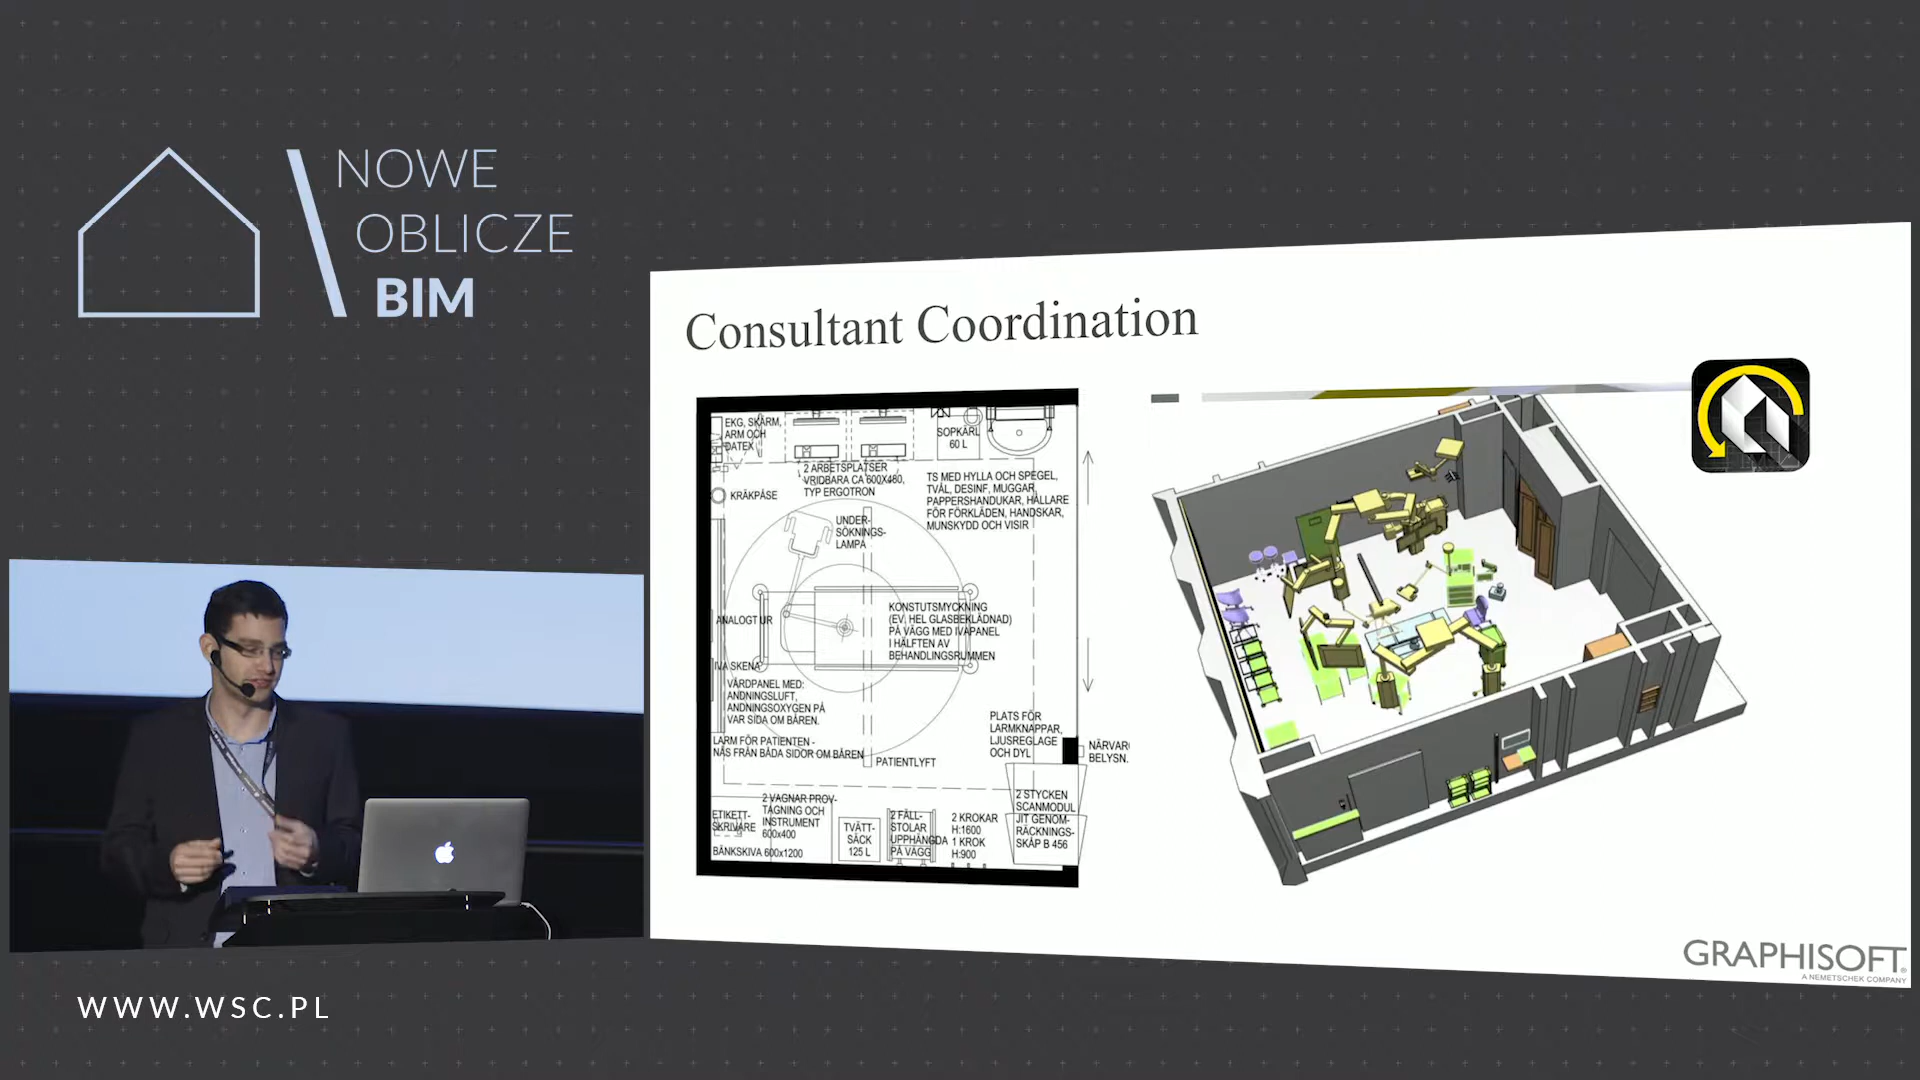 NOWE
OBLICZE
BIM
Consultant Coordination
EKG, SKÄRM,
ARM OCH
DATEX
2 ARBETSPLATSER
VRIDBARA CA 600X480,
TYP ERGOTRON
SOPKÄRL
60 L
KRÄKPÅSE
TS MED HYLLA OCH SPEGEL,
TVÅL, DESINF, MUGGAR,
PAPPERSHANDUKAR, HÅLLARE
FÖR FÖRKLÄDEN, HANDSKAR,
MUNSKYDD OCH VISIR
UNDER-
SÖKNINGS-
LAMPA
ANALOGT UR
KONSTUTSMYCKNING
(EV. HEL GLASBEKLÄDNAD)
PÅ VÄGG MED IVAPANEL
I HÄLFTEN AV
BEHANDLINGSRUMMEN
IVA SKENA
VÅRDPANEL MED:
ANDNINGSLUFT,
ANDNINGSOXYGEN PÅ
VAR SIDA OM BÅREN.
LARM FÖR PATIENTEN -
NÅS FRÅN BÅDA SIDOR OM BÅREN
PATIENTLYFT
PLATS FÖR
LARMKNAPPAR,
LJUSREGLAGE
OCH DYL
NÄRVAR
BELYSN.
ETIKETT-
SKRIVARE
2 VAGNAR PROV-
TAGNING OCH
INSTRUMENT
600x400
BÄNKSKIVA 600x1200
TVÄTT-
SÄCK
125 L
2 FÄLL-
STOLAR
UPPHÄNGDA
PÅ VÄGG
2 KROKAR
H:1600
1 KROK
H:900
2 STYCKEN
SCANMODUL
JIT GENOM-
RÄCKNINGS-
SKÅP B 456
GRAPHISOFT®
A NEMETSCHEK COMPANY
WWW.WSC.PL